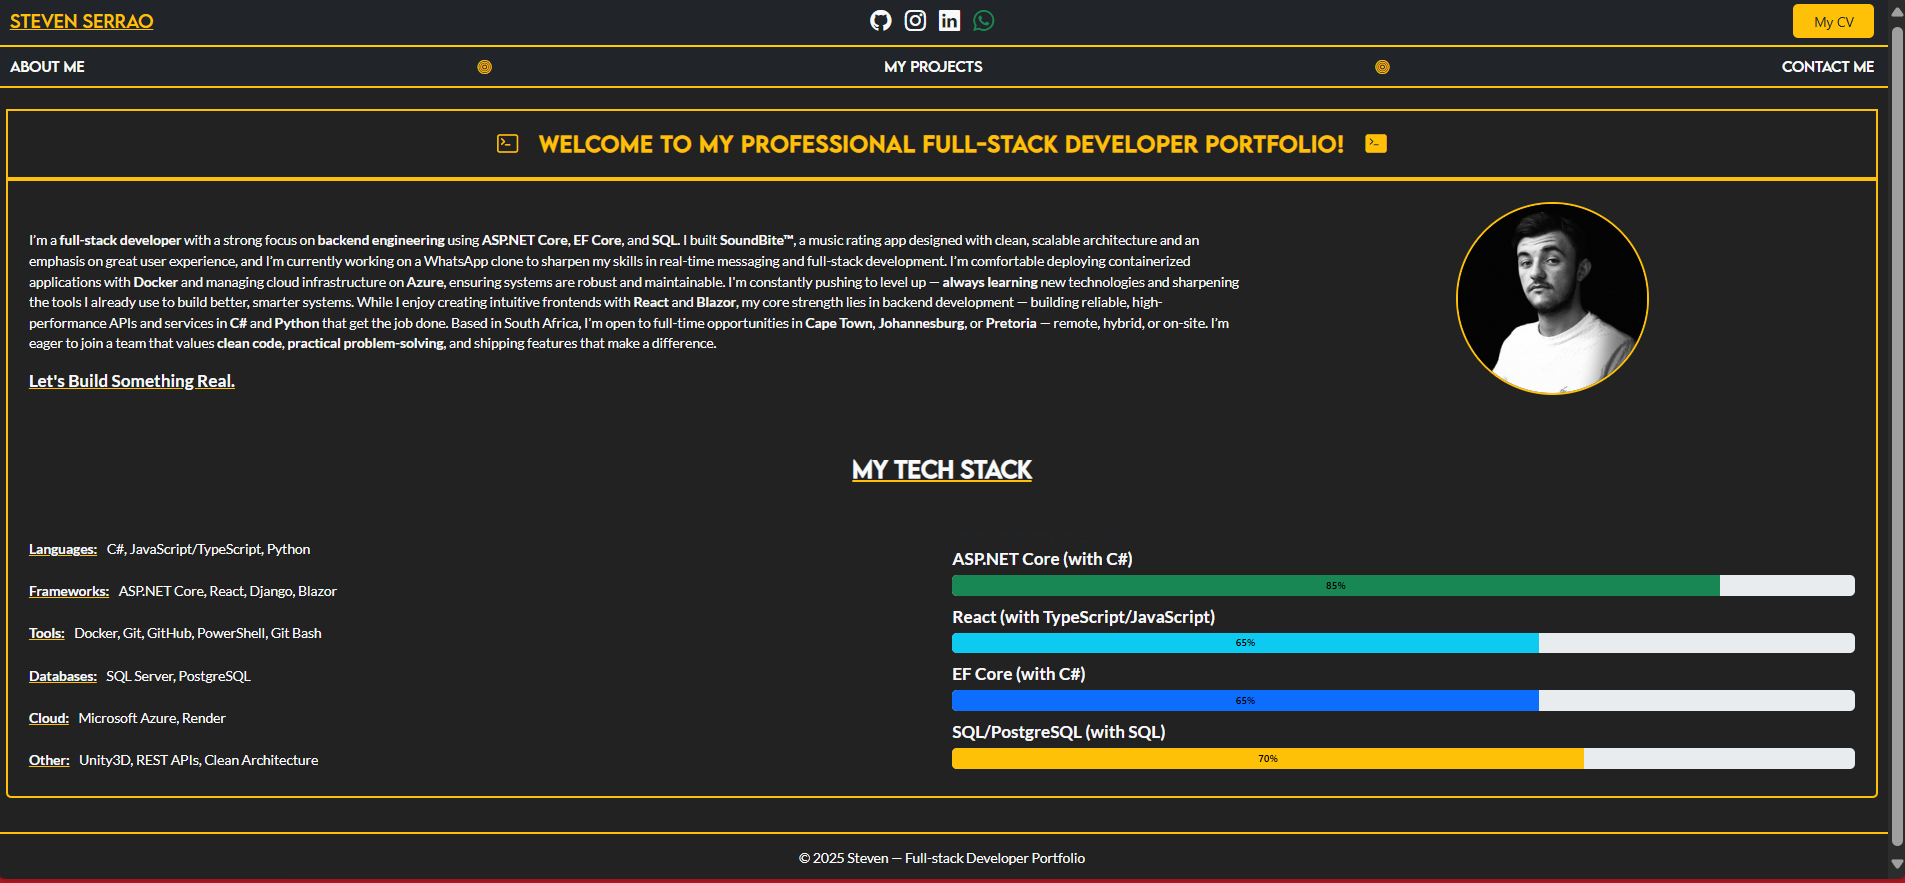 STEVEN SERRAO
My CV
ABOUT ME
MY PROJECTS
CONTACT ME
WELCOME TO MY PROFESSIONAL FULL-STACK DEVELOPER PORTFOLIO!
I'm a full-stack developer with a strong focus on backend engineering using ASP.NET Core, EF Core, and SQL. I built SoundBite™, a music rating app designed with clean, scalable architecture and an
emphasis on great user experience, and I'm currently working on a WhatsApp clone to sharpen my skills in real-time messaging and full-stack development. I'm comfortable deploying containerized
applications with Docker and managing cloud infrastructure on Azure, ensuring systems are robust and maintainable. I'm constantly pushing to level up — always learning new technologies and sharpening
the tools I already use to build better, smarter systems. While I enjoy creating intuitive frontends with React and Blazor, my core strength lies in backend development — building reliable, high-
performance APIs and services in C# and Python that get the job done. Based in South Africa, I'm open to full-time opportunities in Cape Town, Johannesburg, or Pretoria — remote, hybrid, or on-site. I'm
eager to join a team that values clean code, practical problem-solving, and shipping features that make a difference.
Let's Build Something Real.
MY TECH STACK
Languages: C#, JavaScript/TypeScript, Python
Frameworks: ASP.NET Core, React, Django, Blazor
Tools: Docker, Git, GitHub, PowerShell, Git Bash
Databases: SQL Server, PostgreSQL
Cloud: Microsoft Azure, Render
Other: Unity3D, REST APIs, Clean Architecture
ASP.NET Core (with C#)
85%
React (with TypeScript/JavaScript)
65%
EF Core (with C#)
65%
SQL/PostgreSQL (with SQL)
70%
© 2025 Steven — Full-stack Developer Portfolio